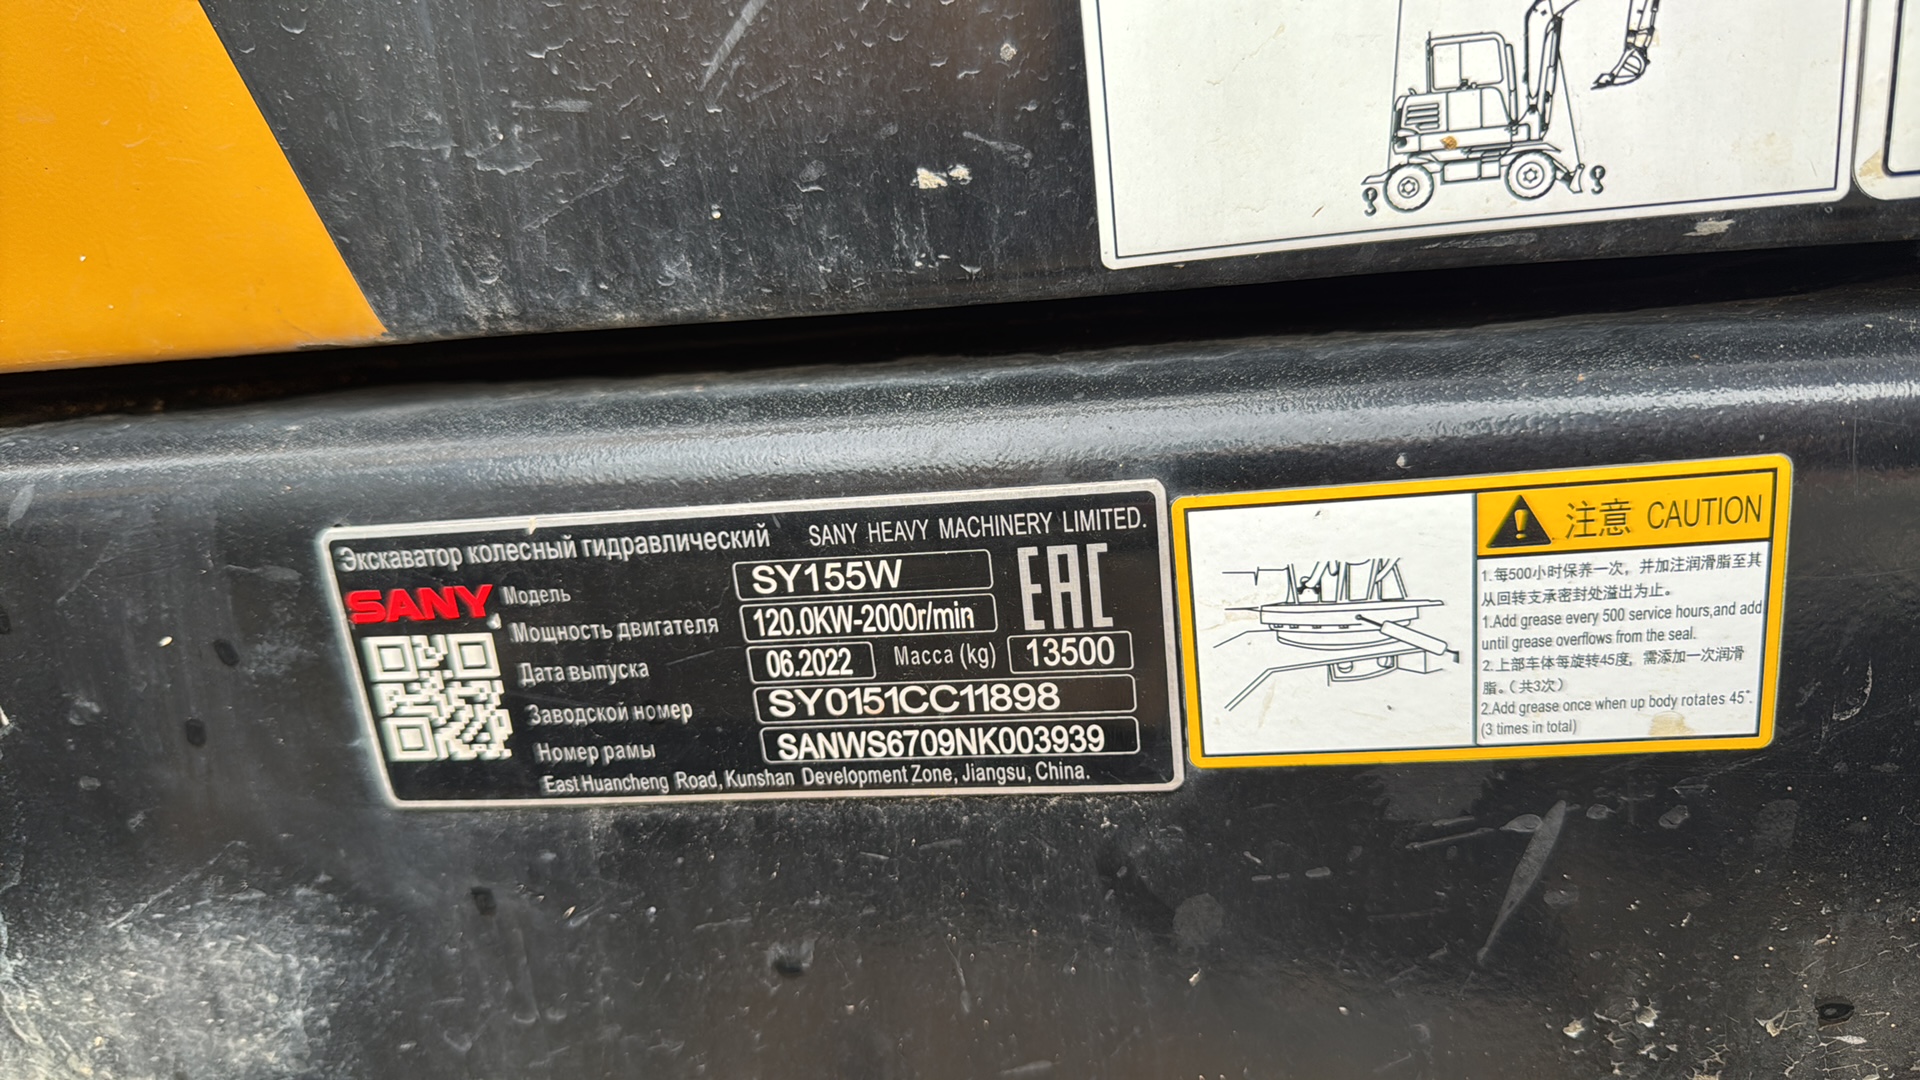 Экскаватор колесный гидравлический SANY HEAVY MACHINERY LIMITED.
SANY Модель SY155W EAC
Мощность двигателя 120.0KW-2000r/min
Дата выпуска 06.2022 Масса (kg) 13500
Заводской номер SY0151CC11898
Номер рамы SANWS6709NK003939
East Huancheng Road, Kunshan Development Zone, Jiangsu, China.
注意 CAUTION
1.每500小时保养一次，并加注润滑脂至其
从回转支承密封处溢出为止。
1.Add grease every 500 service hours,and add
until grease overflows from the seal.
2.上部车体每旋转45度，需添加一次润滑
脂。（共3次）
2.Add grease once when up body rotates 45°.
(3 times in total)